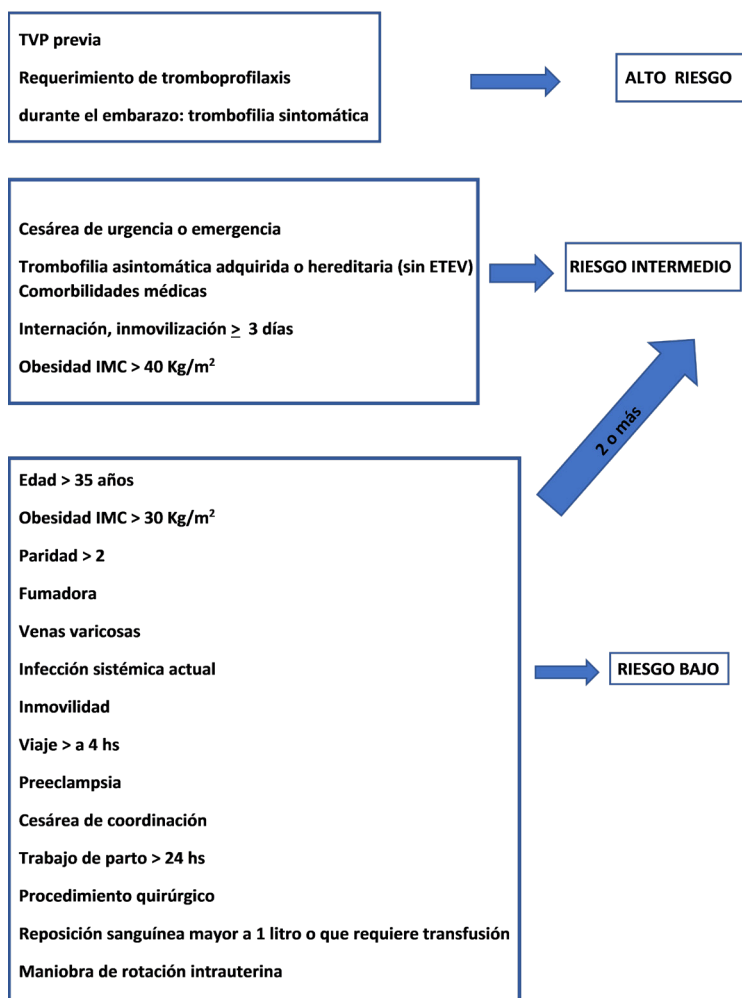 TVP previa
Requerimiento de tromboprofilaxis
durante el embarazo: trombofilia sintomática
ALTO RIESGO
Cesárea de urgencia o emergencia
Trombofilia asintomática adquirida o hereditaria (sin ETEV)
Comorbilidades médicas
Internación, inmovilización ≥ 3 días
Obesidad IMC > 40 Kg/m²
RIESGO INTERMEDIO
2 o más
Edad > 35 años
Obesidad IMC > 30 Kg/m²
Paridad > 2
Fumadora
Venas varicosas
Infección sistémica actual
Inmovilidad
Viaje > a 4 hs
Preeclampsia
Cesárea de coordinación
Trabajo de parto > 24 hs
Procedimiento quirúrgico
Reposición sanguínea mayor a 1 litro o que requiere transfusión
Maniobra de rotación intrauterina
RIESGO BAJO